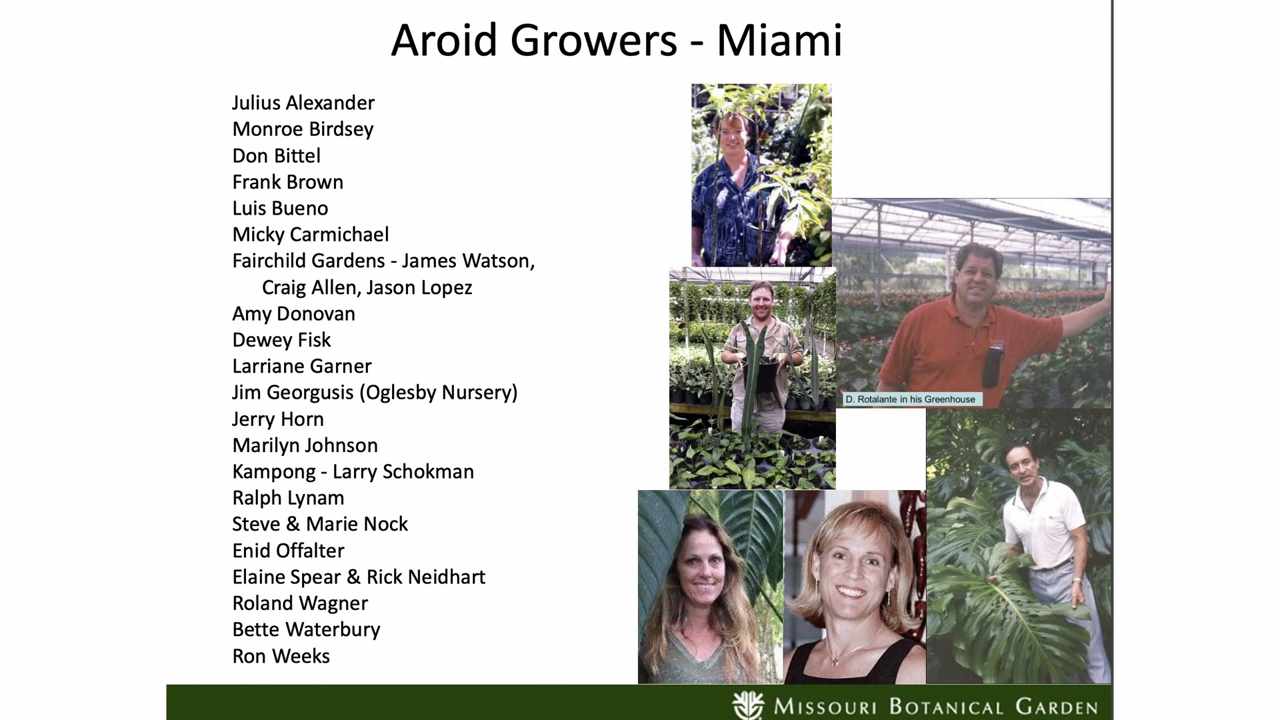 Aroid Growers - Miami
Julius Alexander
Monroe Birdsey
Don Bittel
Frank Brown
Luis Bueno
Micky Carmichael
Fairchild Gardens - James Watson,
Craig Allen, Jason Lopez
Amy Donovan
Dewey Fisk
Larriane Garner
Jim Georgusis (Oglesby Nursery)
Jerry Horn
Marilyn Johnson
Kampong - Larry Schokman
Ralph Lynam
Steve & Marie Nock
Enid Offalter
Elaine Spear & Rick Neidhart
Roland Wagner
Bette Waterbury
Ron Weeks
D. Rotalante in his Greenhouse
MISSOURI BOTANICAL GARDEN